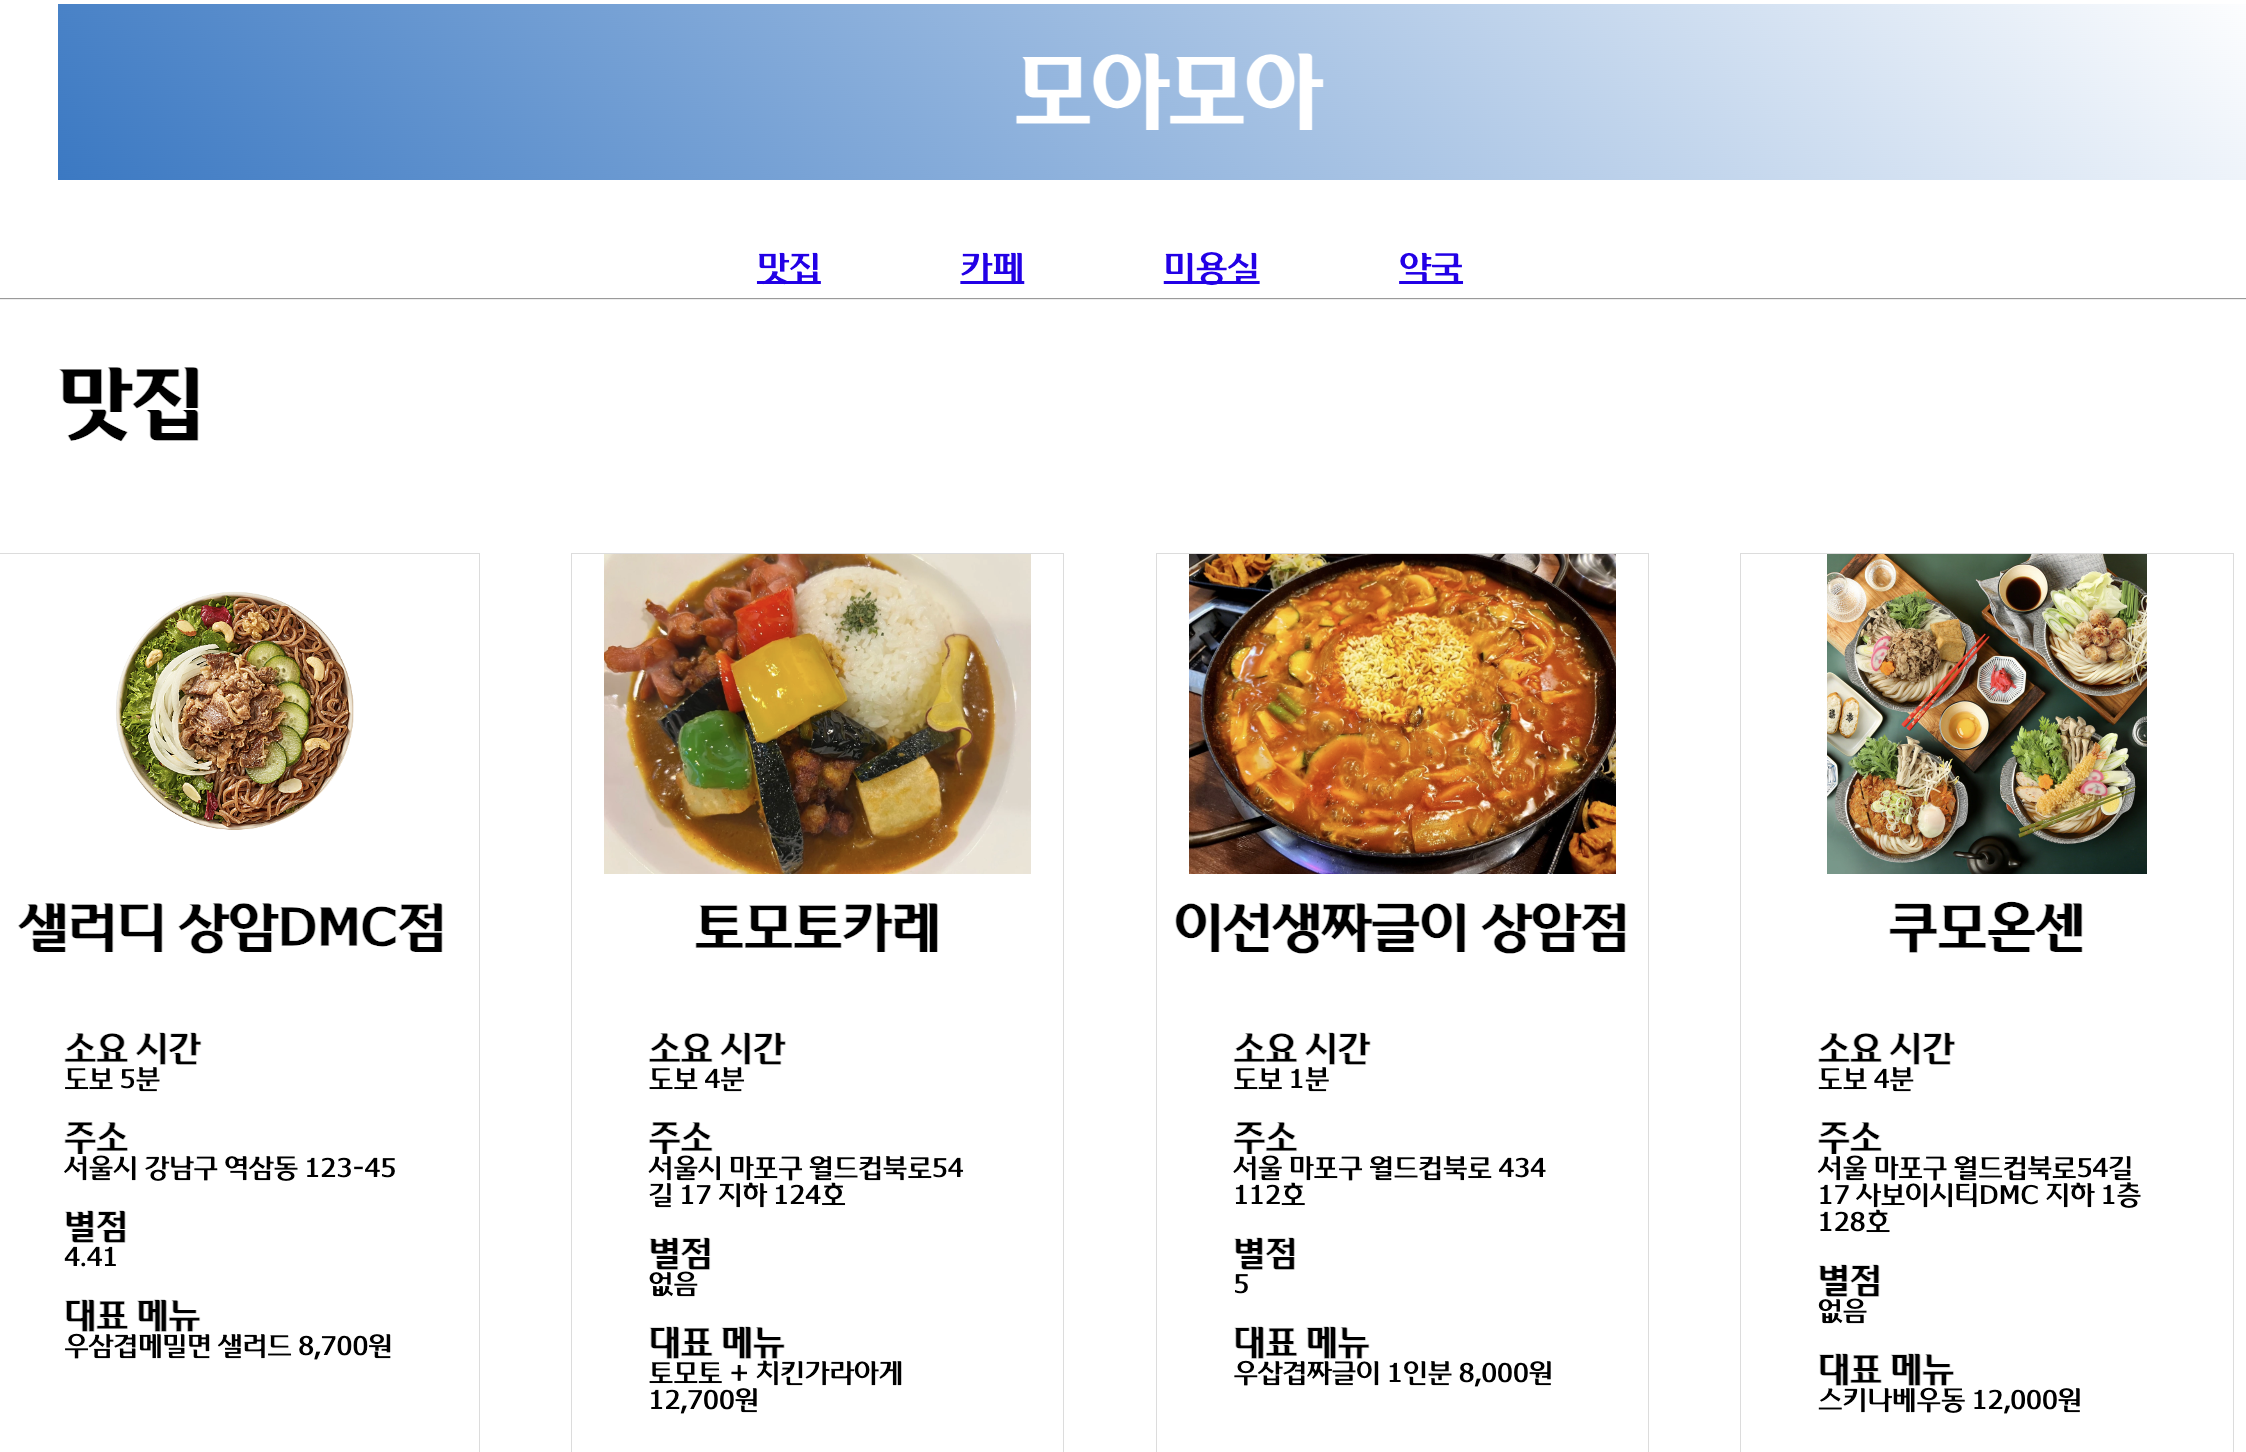 모아모아
맛집
카페
미용실
약국
맛집
샐러디 상암DMC점
소요 시간
도보 5분
주소
서울시 강남구 역삼동 123-45
별점
4.41
대표 메뉴
우삼겹메밀면 샐러드 8,700원
토모토카레
소요 시간
도보 4분
주소
서울시 마포구 월드컵북로54
길 17 지하 124호
별점
없음
대표 메뉴
토모토 + 치킨가라아게
12,700원
이선생짜글이 상암점
소요 시간
도보 1분
주소
서울 마포구 월드컵북로 434
112호
별점
5
대표 메뉴
우삽겹짜글이 1인분 8,000원
쿠모온센
소요 시간
도보 4분
주소
서울 마포구 월드컵북로54길
17 사보이시티DMC 지하 1층
128호
별점
없음
대표 메뉴
스키나베우동 12,000원